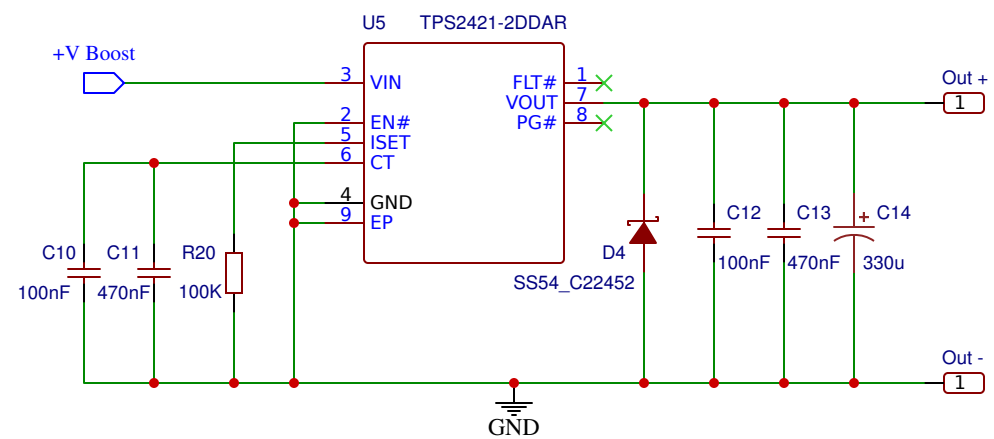 U5 TPS2421-2DDAR
+V Boost
3 VIN FLT# 1
Out +
7 VOUT
1
2 EN# PG# 8
5 ISET
6 CT
4 GND
9 EP
C12 C13 + C14
C10 C11 R20 D4
100nF 470nF 330u
100nF 470nF 100K SS54_C22452
Out -
1
GND